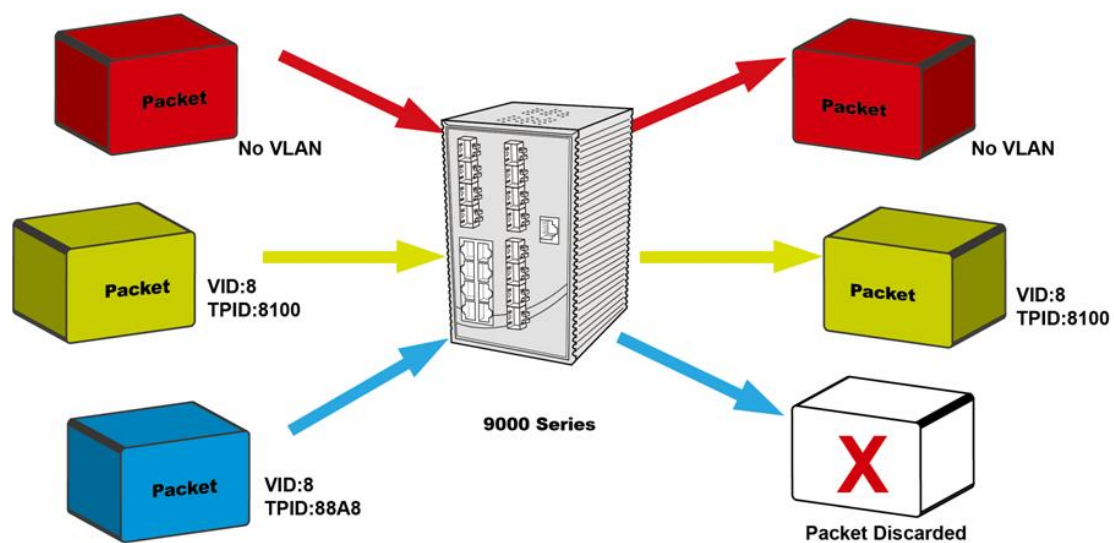 Packet
No VLAN
Packet
No VLAN
Packet
VID:8
TPID:8100
Packet
VID:8
TPID:8100
9000 Series
Packet
VID:8
TPID:88A8
X
Packet Discarded